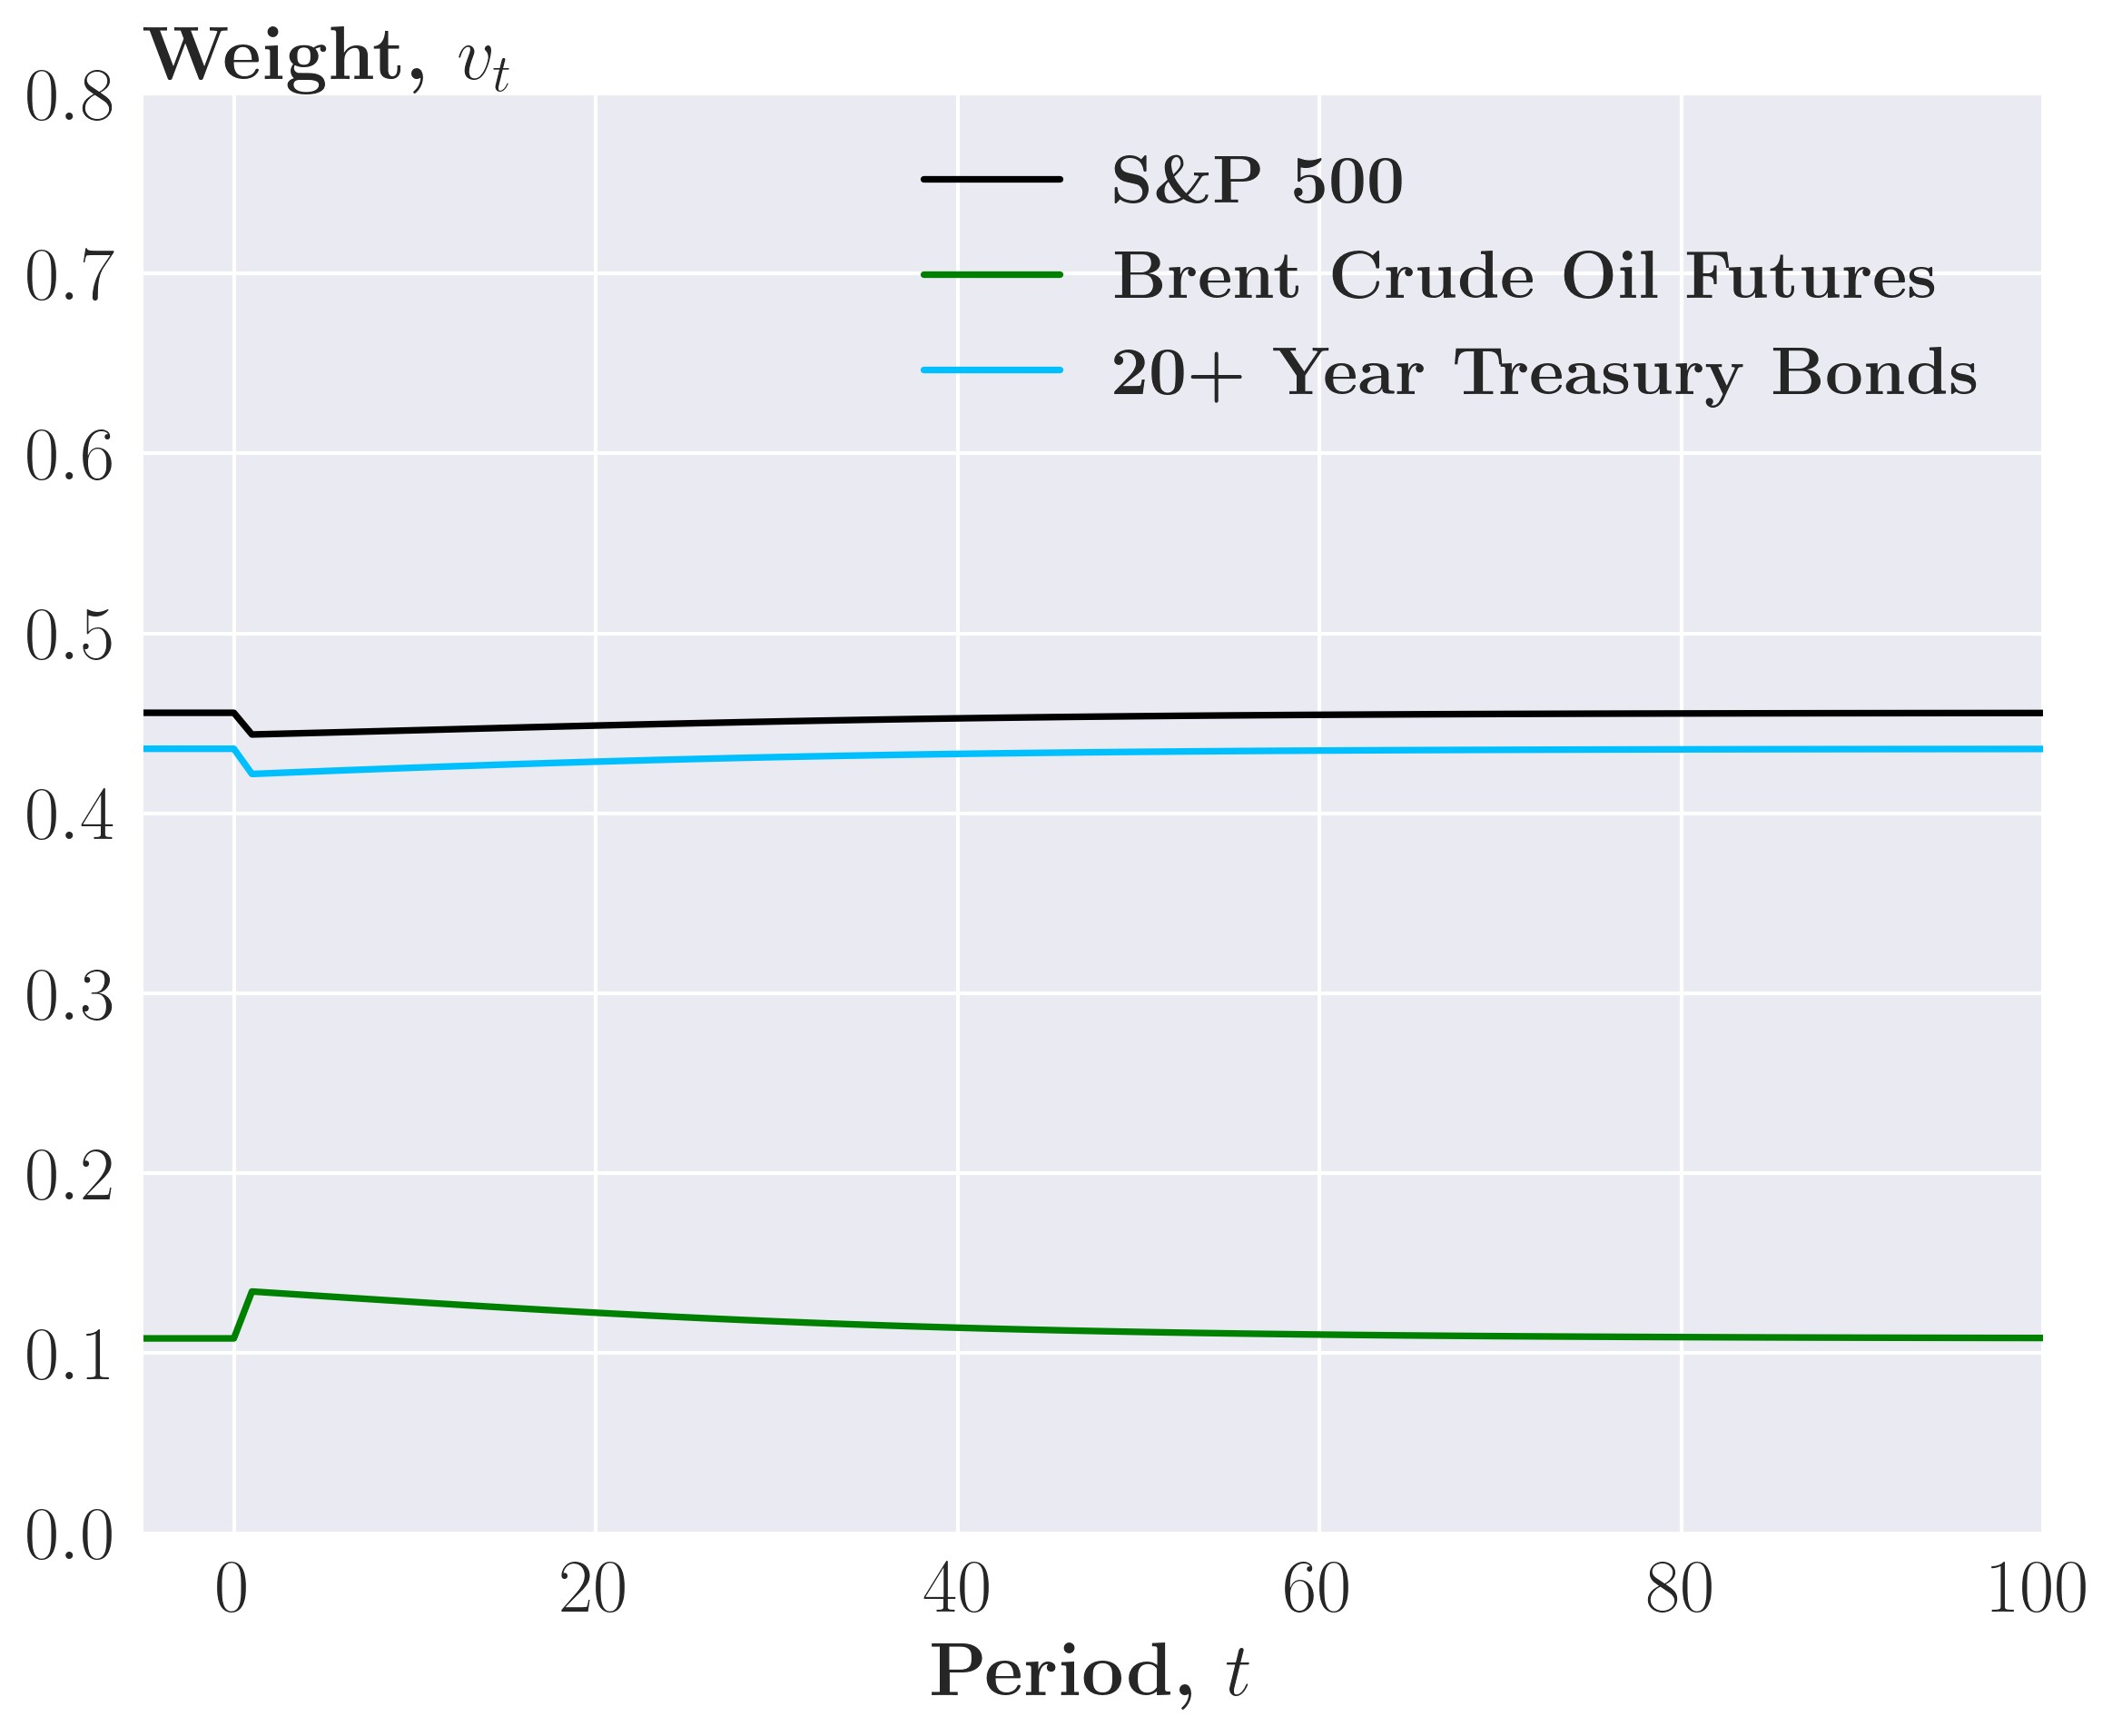 Weight, v_t
0.8
0.7
0.6
0.5
0.4
0.3
0.2
0.1
0.0
S&P 500
Brent Crude Oil Futures
20+ Year Treasury Bonds
0 20 40 60 80 100
Period, t